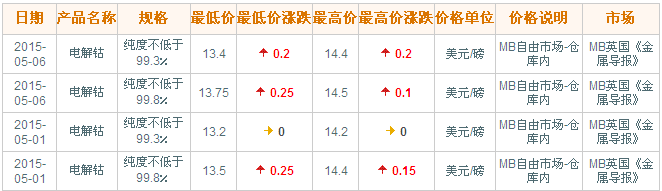 日期 产品名称 规格 最低价 最低价涨跌 最高价 最高价涨跌 价格单位 价格说明 市场
2015-05-06 电解钴 纯度不低于99.3% 13.4 0.2 14.4 0.2 美元/磅 MB自由市场-仓库内 MB英国《金属导报》
2015-05-06 电解钴 纯度不低于99.8% 13.75 0.25 14.5 0.1 美元/磅 MB自由市场-仓库内 MB英国《金属导报》
2015-05-01 电解钴 纯度不低于99.3% 13.2 0 14.2 0 美元/磅 MB自由市场-仓库内 MB英国《金属导报》
2015-05-01 电解钴 纯度不低于99.8% 13.5 0.25 14.4 0.15 美元/磅 MB自由市场-仓库内 MB英国《金属导报》